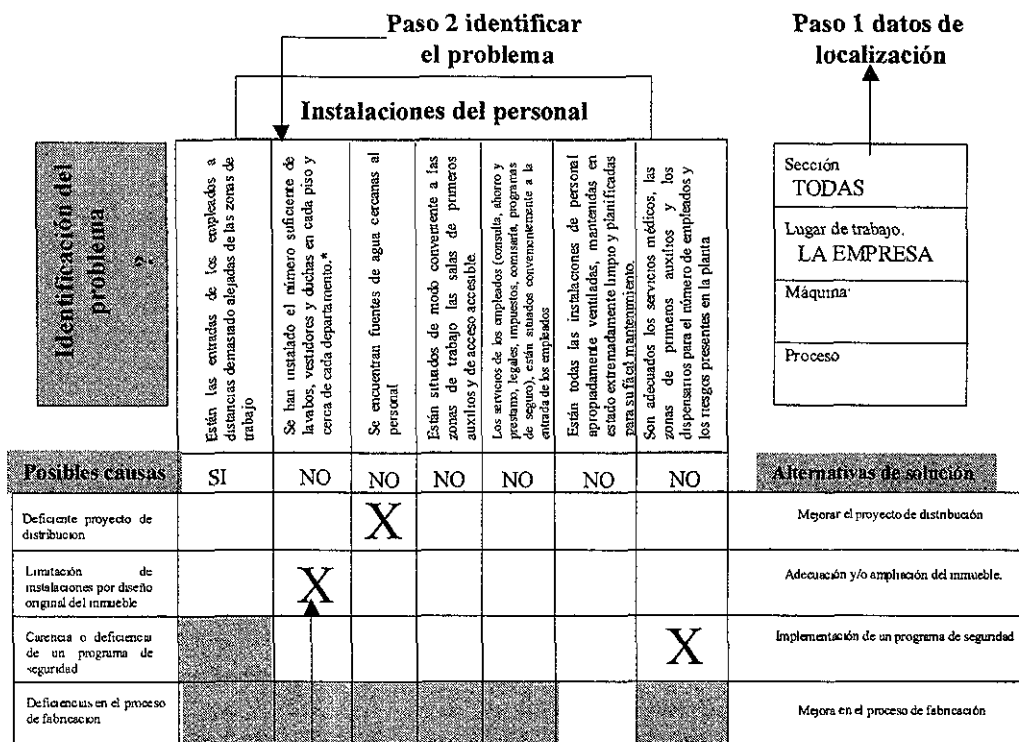 Paso 2 identificar
el problema
Paso 1 datos de
localización
Instalaciones del personal
Identificación del
problema
?
Están las entradas de los empleados a
distancias demasiado alejadas de las zonas de
trabajo
Se han instalado el número suficiente de
lavabos, vestidores y duchas en cada piso y
cerca de cada departamento.*
Se encuentran fuentes de agua cercanas al
personal
Están situados de modo conveniente a las
zonas de trabajo las salas de primeros
auxilios y de acceso accesible.
Los servicios de los empleados (consulta, ahorro y
préstamo, legales, impuestos, comisaría, programas
de seguro), están situados convenientemente a la
entrada de los empleados
Están todas las instalaciones de personal
apropiadamente ventiladas, mantenidas en
estado extremadamente limpio y planificadas
para su fácil mantenimiento.
Son adecuados los servicios médicos, las
zonas de primeros auxilios y los
dispensarios para el número de empleados y
los riesgos presentes en la planta
Sección
TODAS
Lugar de trabajo.
LA EMPRESA
Máquina:
Proceso
Posibles causas
SI
NO
NO
NO
NO
NO
NO
Alternativas de solución
Deficiente proyecto de
distribucion
X
Mejorar el proyecto de distribución
Limitación de
instalaciones por diseño
original del inmueble
X
Adecuación y/o ampliación del inmueble.
Carencia o deficiencia
de un programa de
seguridad
X
Implementación de un programa de seguridad
Deficiencias en el proceso
de fabricacion
Mejora en el proceso de fabricación